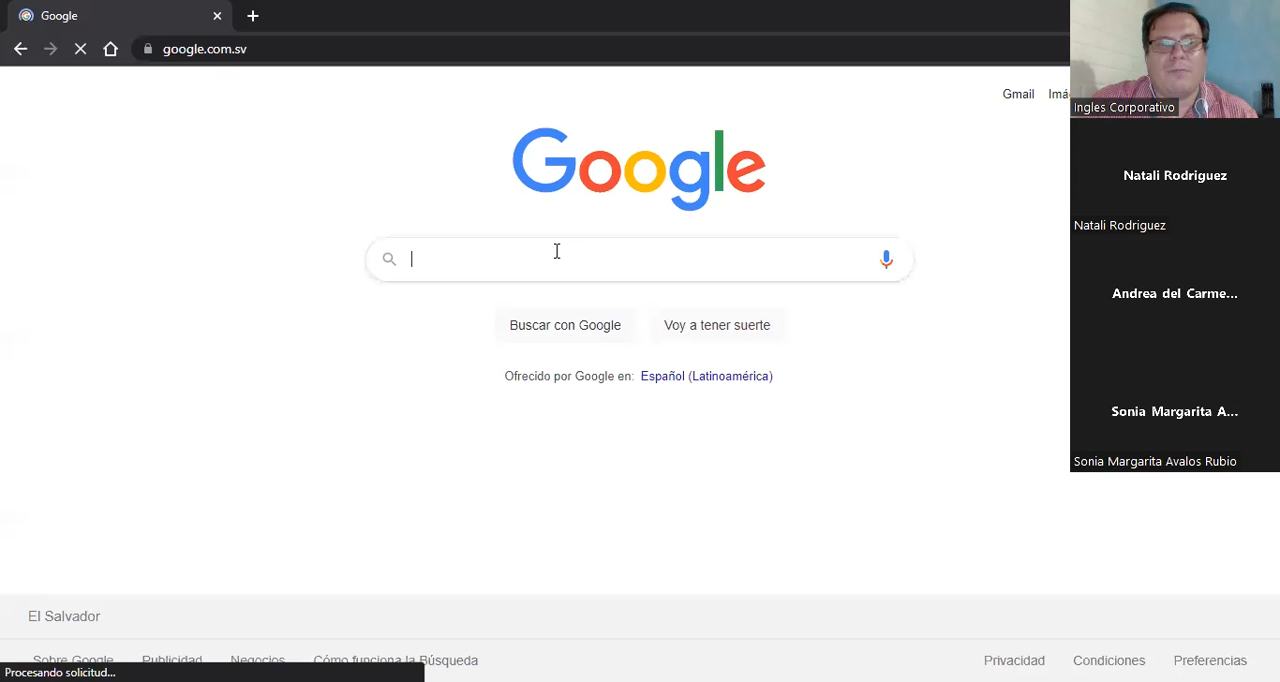 Google
google.com.sv
Gmail Imá
Google
Buscar con Google Voy a tener suerte
Ofrecido por Google en: Español (Latinoamérica)
El Salvador
Sobre Google Publicidad Negocios Cómo funciona la Búsqueda
Privacidad Condiciones Preferencias
Procesando solicitud...
Ingles Corporativo
Natali Rodriguez
Natali Rodriguez
Andrea del Carme...
Sonia Margarita A...
Sonia Margarita Avalos Rubio